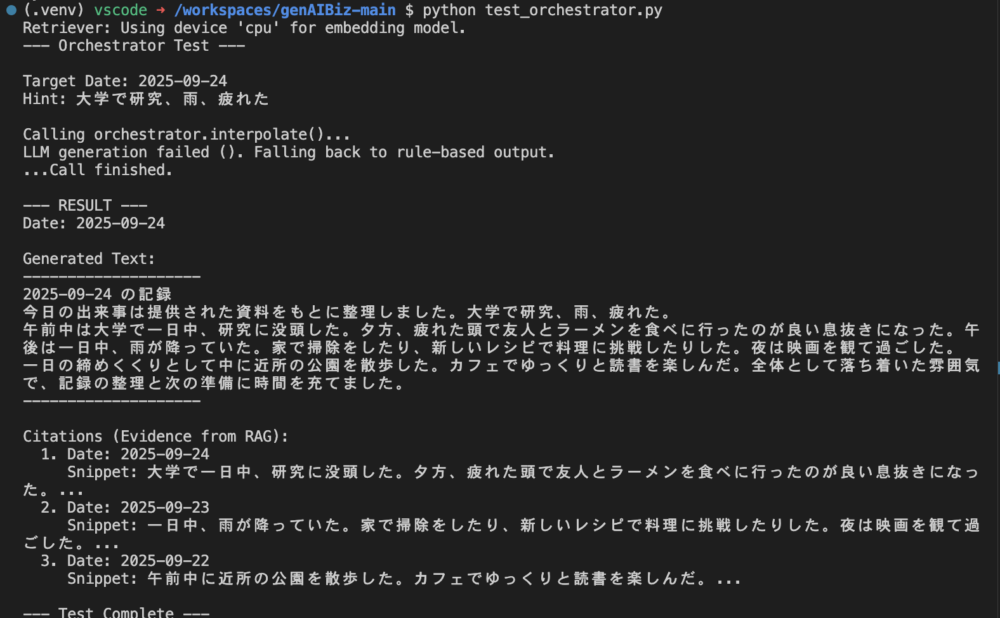 (.venv) vscode → /workspaces/genAIBiz-main $ python test_orchestrator.py
Retriever: Using device 'cpu' for embedding model.
--- Orchestrator Test ---
Target Date: 2025-09-24
Hint: 大学で研究、雨、疲れた
Calling orchestrator.interpolate()...
LLM generation failed (). Falling back to rule-based output.
...Call finished.
--- RESULT ---
Date: 2025-09-24
Generated Text:
--------------------
2025-09-24 の記録
今日の出来事は提供された資料をもとに整理しました。大学で研究、雨、疲れた。
午前中は大学で一日中、研究に没頭した。夕方、疲れた頭で友人とラーメンを食べに行ったのが良い息抜きになった。午
後は一日中、雨が降っていた。家で掃除をしたり、新しいレシピで料理に挑戦したりした。夜は映画を観て過ごした。
一日の締めくくりとして中に近所の公園を散歩した。カフェでゆっくりと読書を楽しんだ。全体として落ち着いた雰囲気
で、記録の整理と次の準備に時間を充てました。
--------------------
Citations (Evidence from RAG):
1. Date: 2025-09-24
Snippet: 大学で一日中、研究に没頭した。夕方、疲れた頭で友人とラーメンを食べに行ったのが良い息抜きになっ
た。...
2. Date: 2025-09-23
Snippet: 一日中、雨が降っていた。家で掃除をしたり、新しいレシピで料理に挑戦したりした。夜は映画を観て過
ごした。...
3. Date: 2025-09-22
Snippet: 午前中に近所の公園を散歩した。カフェでゆっくりと読書を楽しんだ。...
--- Test Complete ---